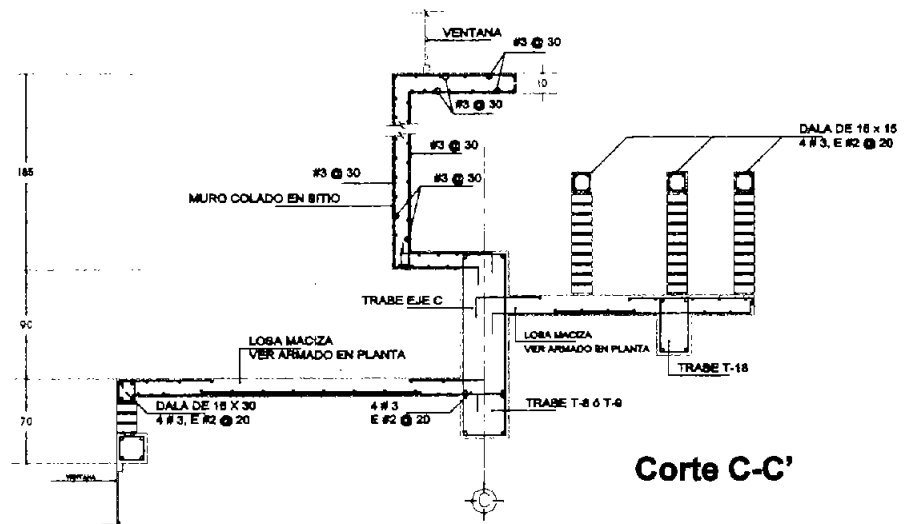 VENTANA
#3 @ 30
10
#3 @ 30
DALA DE 15 x 15
4 # 3, E #2 @ 20
#3 @ 30
185
#3 @ 30
#3 @ 30
MURO COLADO EN SITIO
TRABE EJE C
90
LOSA MACIZA
VER ARMADO EN PLANTA
LOSA MACIZA
VER ARMADO EN PLANTA
TRABE T-18
DALA DE 15 X 30
4 # 3, E #2 @ 20
4 # 3
E #2 @ 20
TRABE T-8 ó T-9
70
Corte C-C'
VENTANA
C